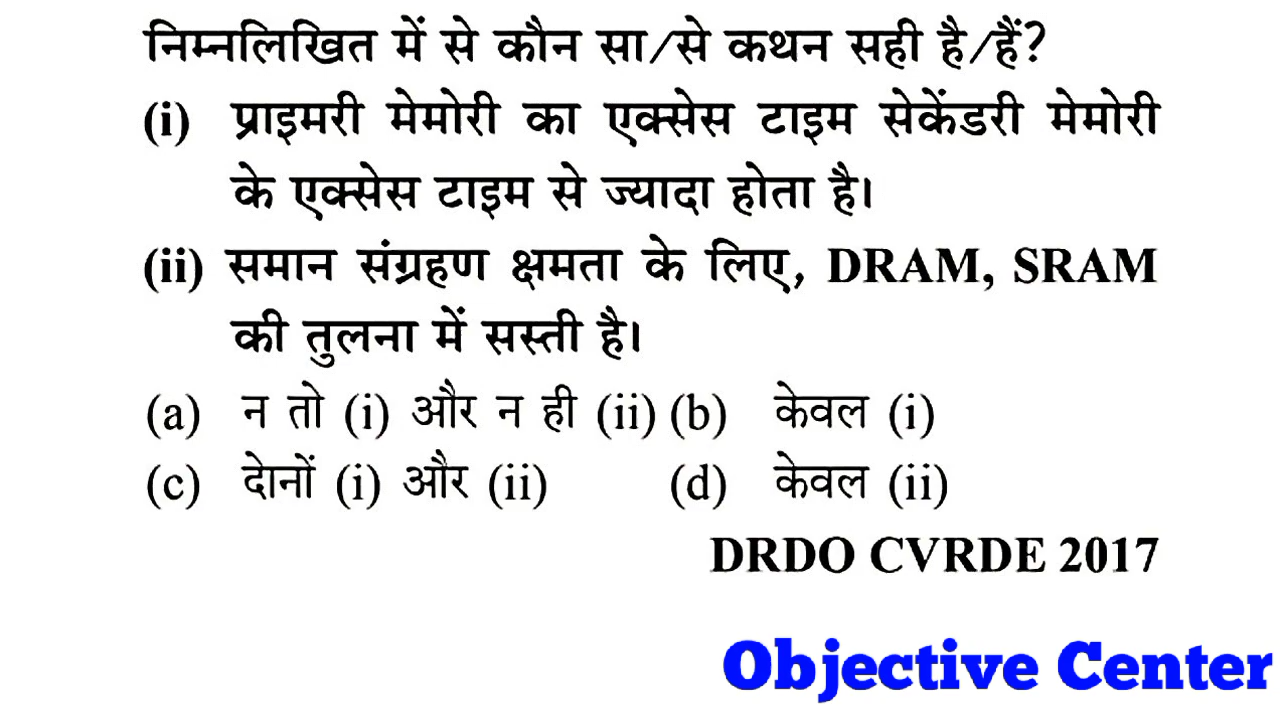 निम्नलिखित में से कौन सा/से कथन सही है/हैं?
(i) प्राइमरी मेमोरी का एक्सेस टाइम सेकेंडरी मेमोरी
के एक्सेस टाइम से ज्यादा होता है।
(ii) समान संग्रहण क्षमता के लिए, DRAM, SRAM
की तुलना में सस्ती है।
(a) न तो (i) और न ही (ii) (b) केवल (i)
(c) देानों (i) और (ii) (d) केवल (ii)
DRDO CVRDE 2017
Objective Center